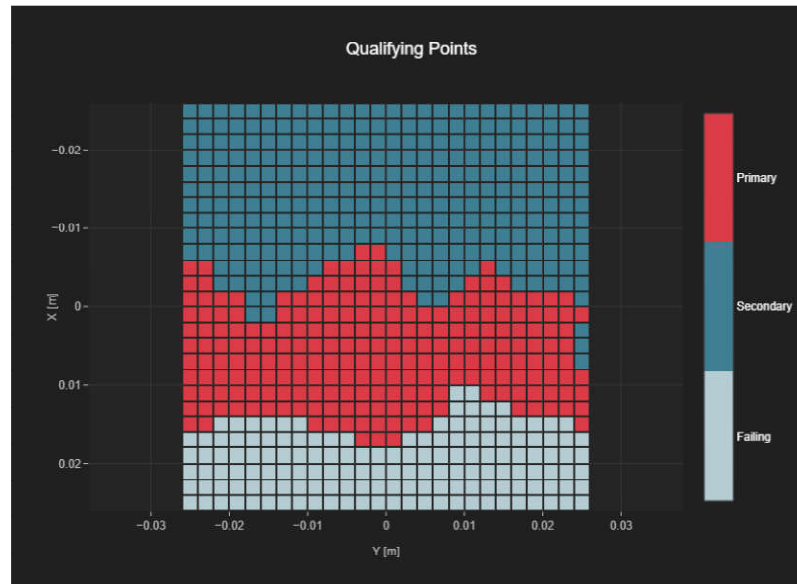 Qualifying Points
−0.02
−0.01
0
0.01
0.02
X [m]
−0.03
−0.02
−0.01
0
0.01
0.02
0.03
Y [m]
Primary
Secondary
Failing